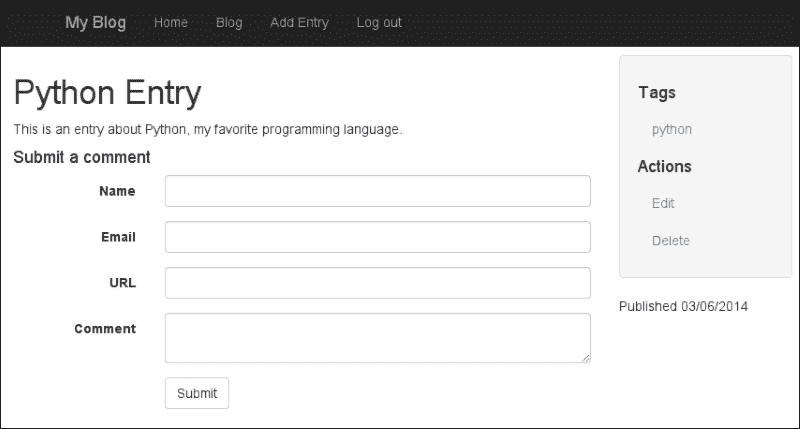 My Blog Home Blog Add Entry Log out
Python Entry
This is an entry about Python, my favorite programming language.
Submit a comment
Name
Email
URL
Comment
Submit
Tags
python
Actions
Edit
Delete
Published 03/06/2014